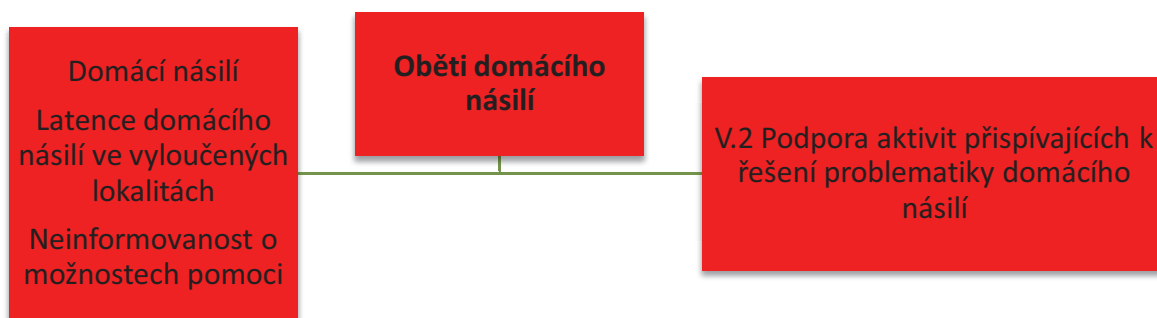 Domácí násilí
Latence domácího
násilí ve vyloučených
lokalitách
Neinformovanost o
možnostech pomoci
Oběti domácího
násilí
V.2 Podpora aktivit přispívajících k
řešení problematiky domácího
násilí